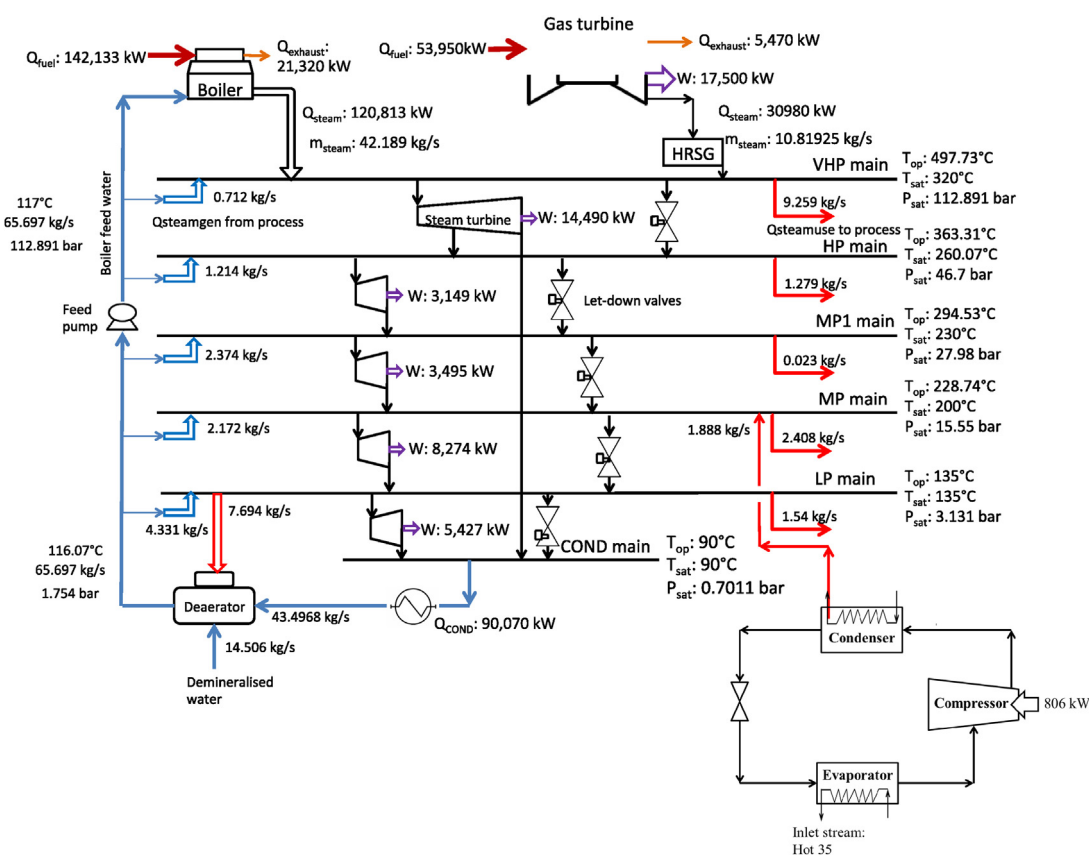 Gas turbine
Q_fuel: 142,133 kW
Q_exhaust:
21,320 kW
Q_fuel: 53,950kW
Q_exhaust: 5,470 kW
W: 17,500 kW
Boiler
Q_steam: 120,813 kW
m_steam: 42.189 kg/s
Q_steam: 30980 kW
m_steam: 10.81925 kg/s
HRSG
VHP main
T_op: 497.73°C
T_sat: 320°C
P_sat: 112.891 bar
117°C
65.697 kg/s
112.891 bar
Boiler feed water
0.712 kg/s
Qsteamgen from process
Steam turbine
W: 14,490 kW
9.259 kg/s
Qsteamuse to process
HP main
T_op: 363.31°C
T_sat: 260.07°C
P_sat: 46.7 bar
1.214 kg/s
W: 3,149 kW
Let-down valves
1.279 kg/s
Feed
pump
MP1 main
T_op: 294.53°C
T_sat: 230°C
P_sat: 27.98 bar
2.374 kg/s
W: 3,495 kW
0.023 kg/s
MP main
T_op: 228.74°C
T_sat: 200°C
P_sat: 15.55 bar
2.172 kg/s
W: 8,274 kW
1.888 kg/s
2.408 kg/s
LP main
T_op: 135°C
T_sat: 135°C
P_sat: 3.131 bar
4.331 kg/s
7.694 kg/s
W: 5,427 kW
1.54 kg/s
COND main
T_op: 90°C
T_sat: 90°C
P_sat: 0.7011 bar
116.07°C
65.697 kg/s
1.754 bar
Deaerator
43.4968 kg/s
Q_COND: 90,070 kW
14.506 kg/s
Demineralised
water
Condenser
Compressor
806 kW
Evaporator
Inlet stream:
Hot 35